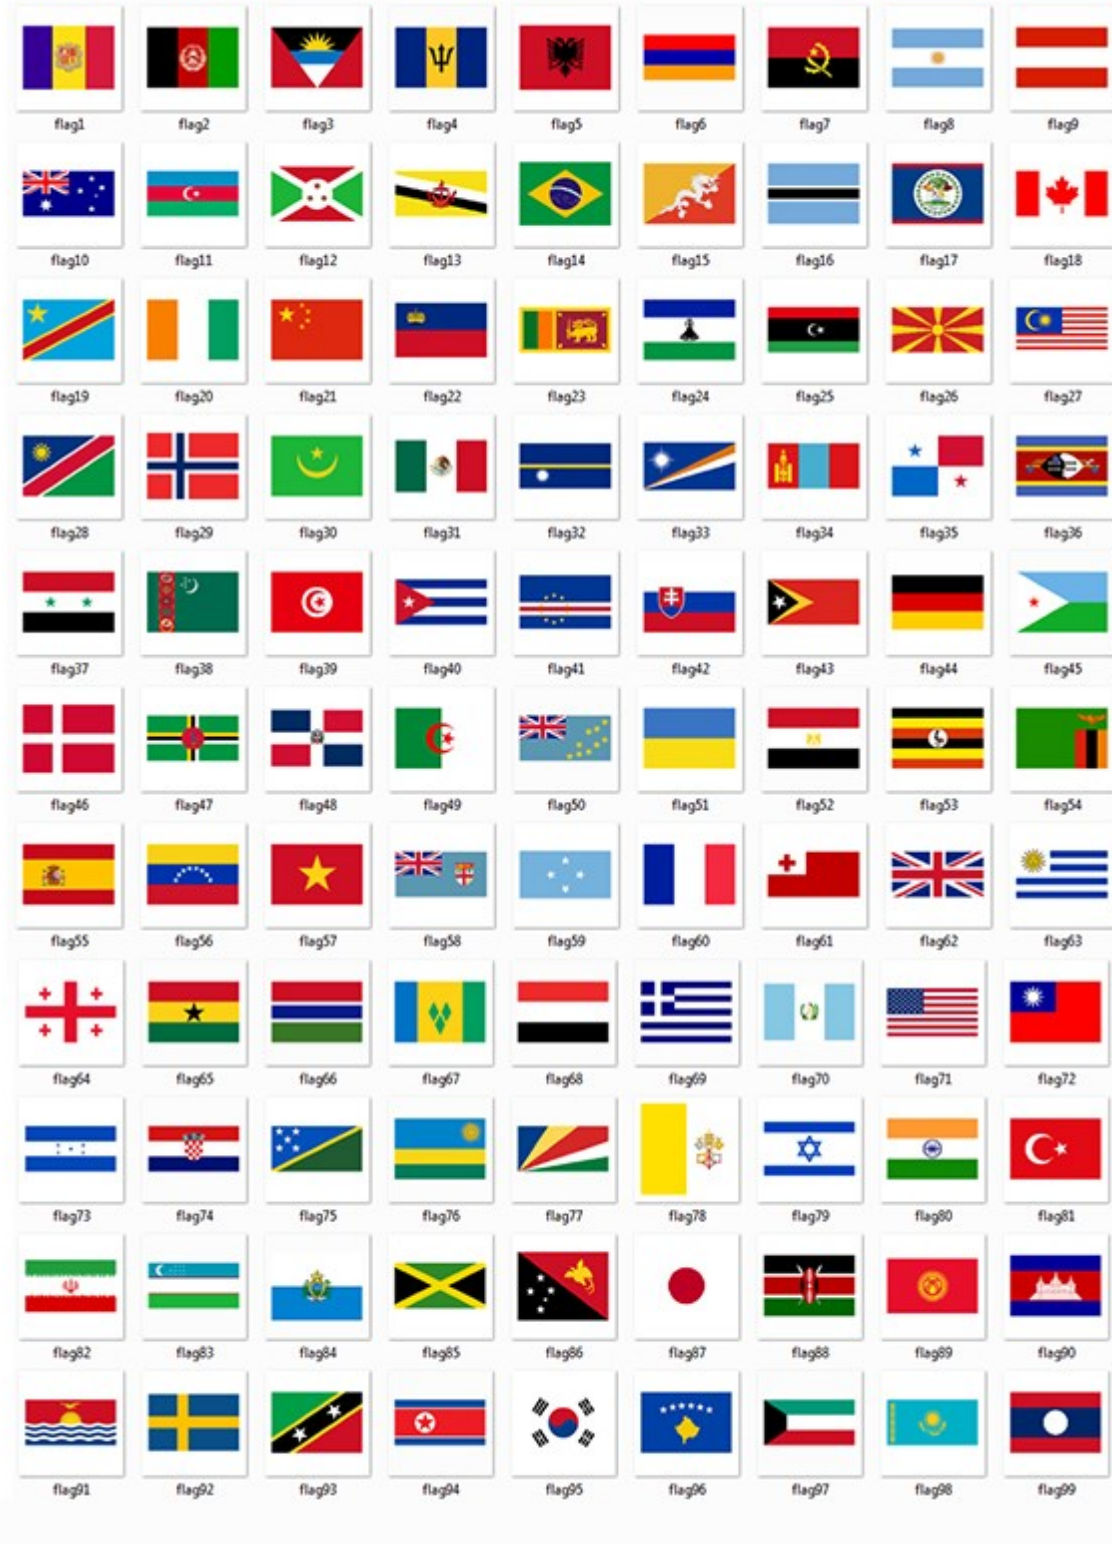 flag1 flag2 flag3 flag4 flag5 flag6 flag7 flag8 flag9
flag10 flag11 flag12 flag13 flag14 flag15 flag16 flag17 flag18
flag19 flag20 flag21 flag22 flag23 flag24 flag25 flag26 flag27
flag28 flag29 flag30 flag31 flag32 flag33 flag34 flag35 flag36
flag37 flag38 flag39 flag40 flag41 flag42 flag43 flag44 flag45
flag46 flag47 flag48 flag49 flag50 flag51 flag52 flag53 flag54
flag55 flag56 flag57 flag58 flag59 flag60 flag61 flag62 flag63
flag64 flag65 flag66 flag67 flag68 flag69 flag70 flag71 flag72
flag73 flag74 flag75 flag76 flag77 flag78 flag79 flag80 flag81
flag82 flag83 flag84 flag85 flag86 flag87 flag88 flag89 flag90
flag91 flag92 flag93 flag94 flag95 flag96 flag97 flag98 flag99